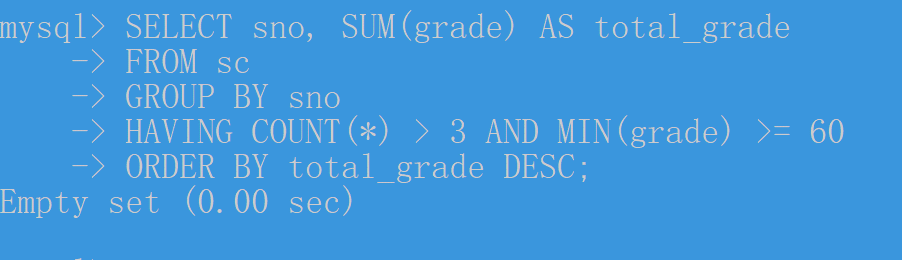 mysql> SELECT sno, SUM(grade) AS total_grade
-> FROM sc
-> GROUP BY sno
-> HAVING COUNT(*) > 3 AND MIN(grade) >= 60
-> ORDER BY total_grade DESC;
Empty set (0.00 sec)